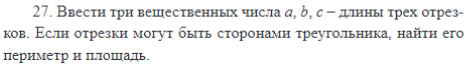 27. Ввести три вещественных числа a, b, c – длины трех отрез-
ков. Если отрезки могут быть сторонами треугольника, найти его
периметр и площадь.